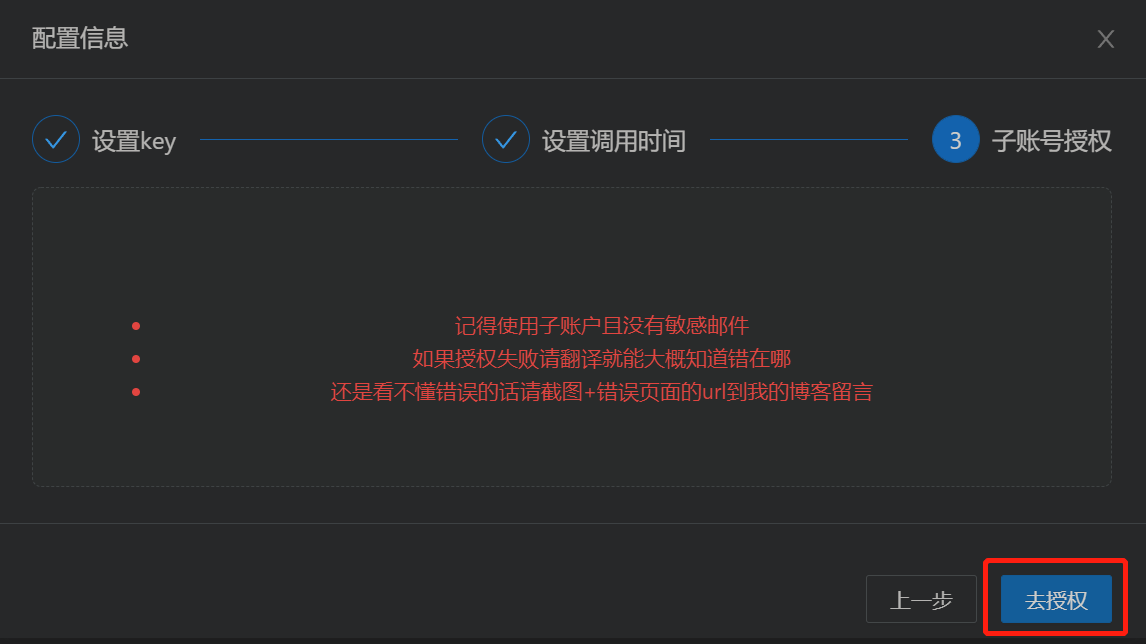 配置信息
设置key
设置调用时间
3 子账号授权
记得使用子账户且没有敏感邮件
如果授权失败请翻译就能大概知道错在哪
还是看不懂错误的话请截图+错误页面的url到我的博客留言
上一步
去授权